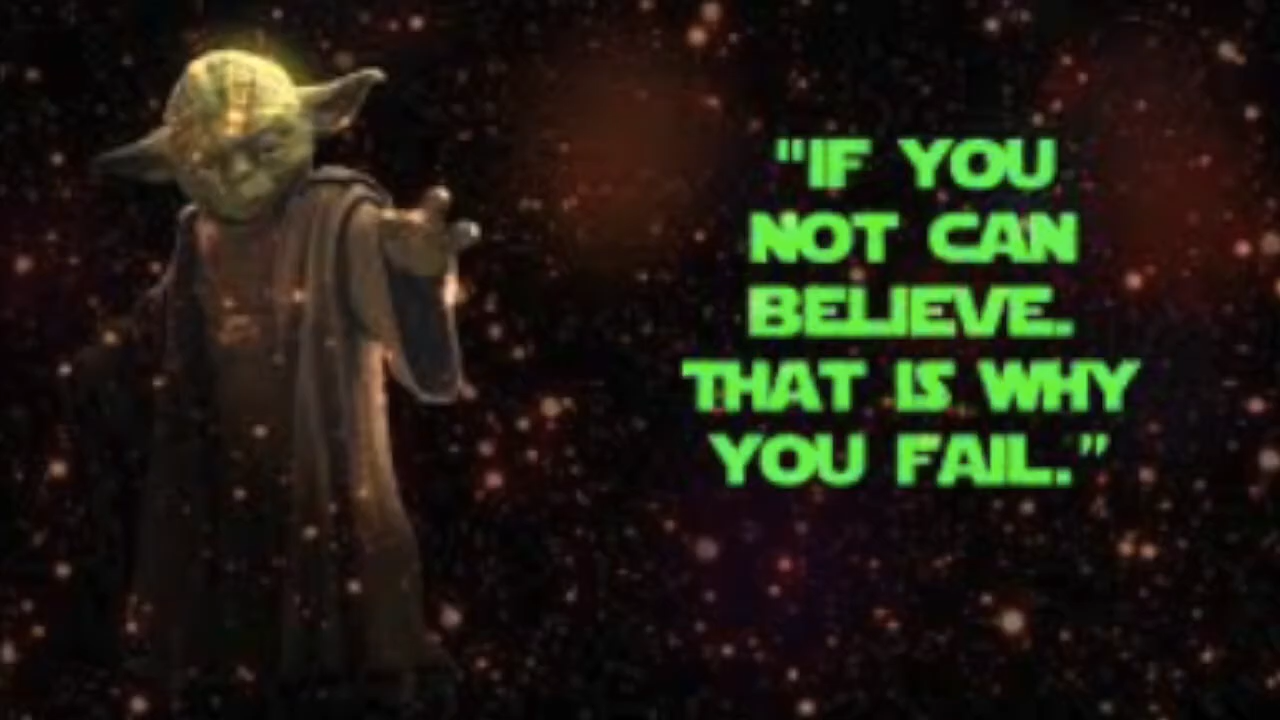 "IF YOU
NOT CAN
BELIEVE.
THAT IS WHY
YOU FAIL.”